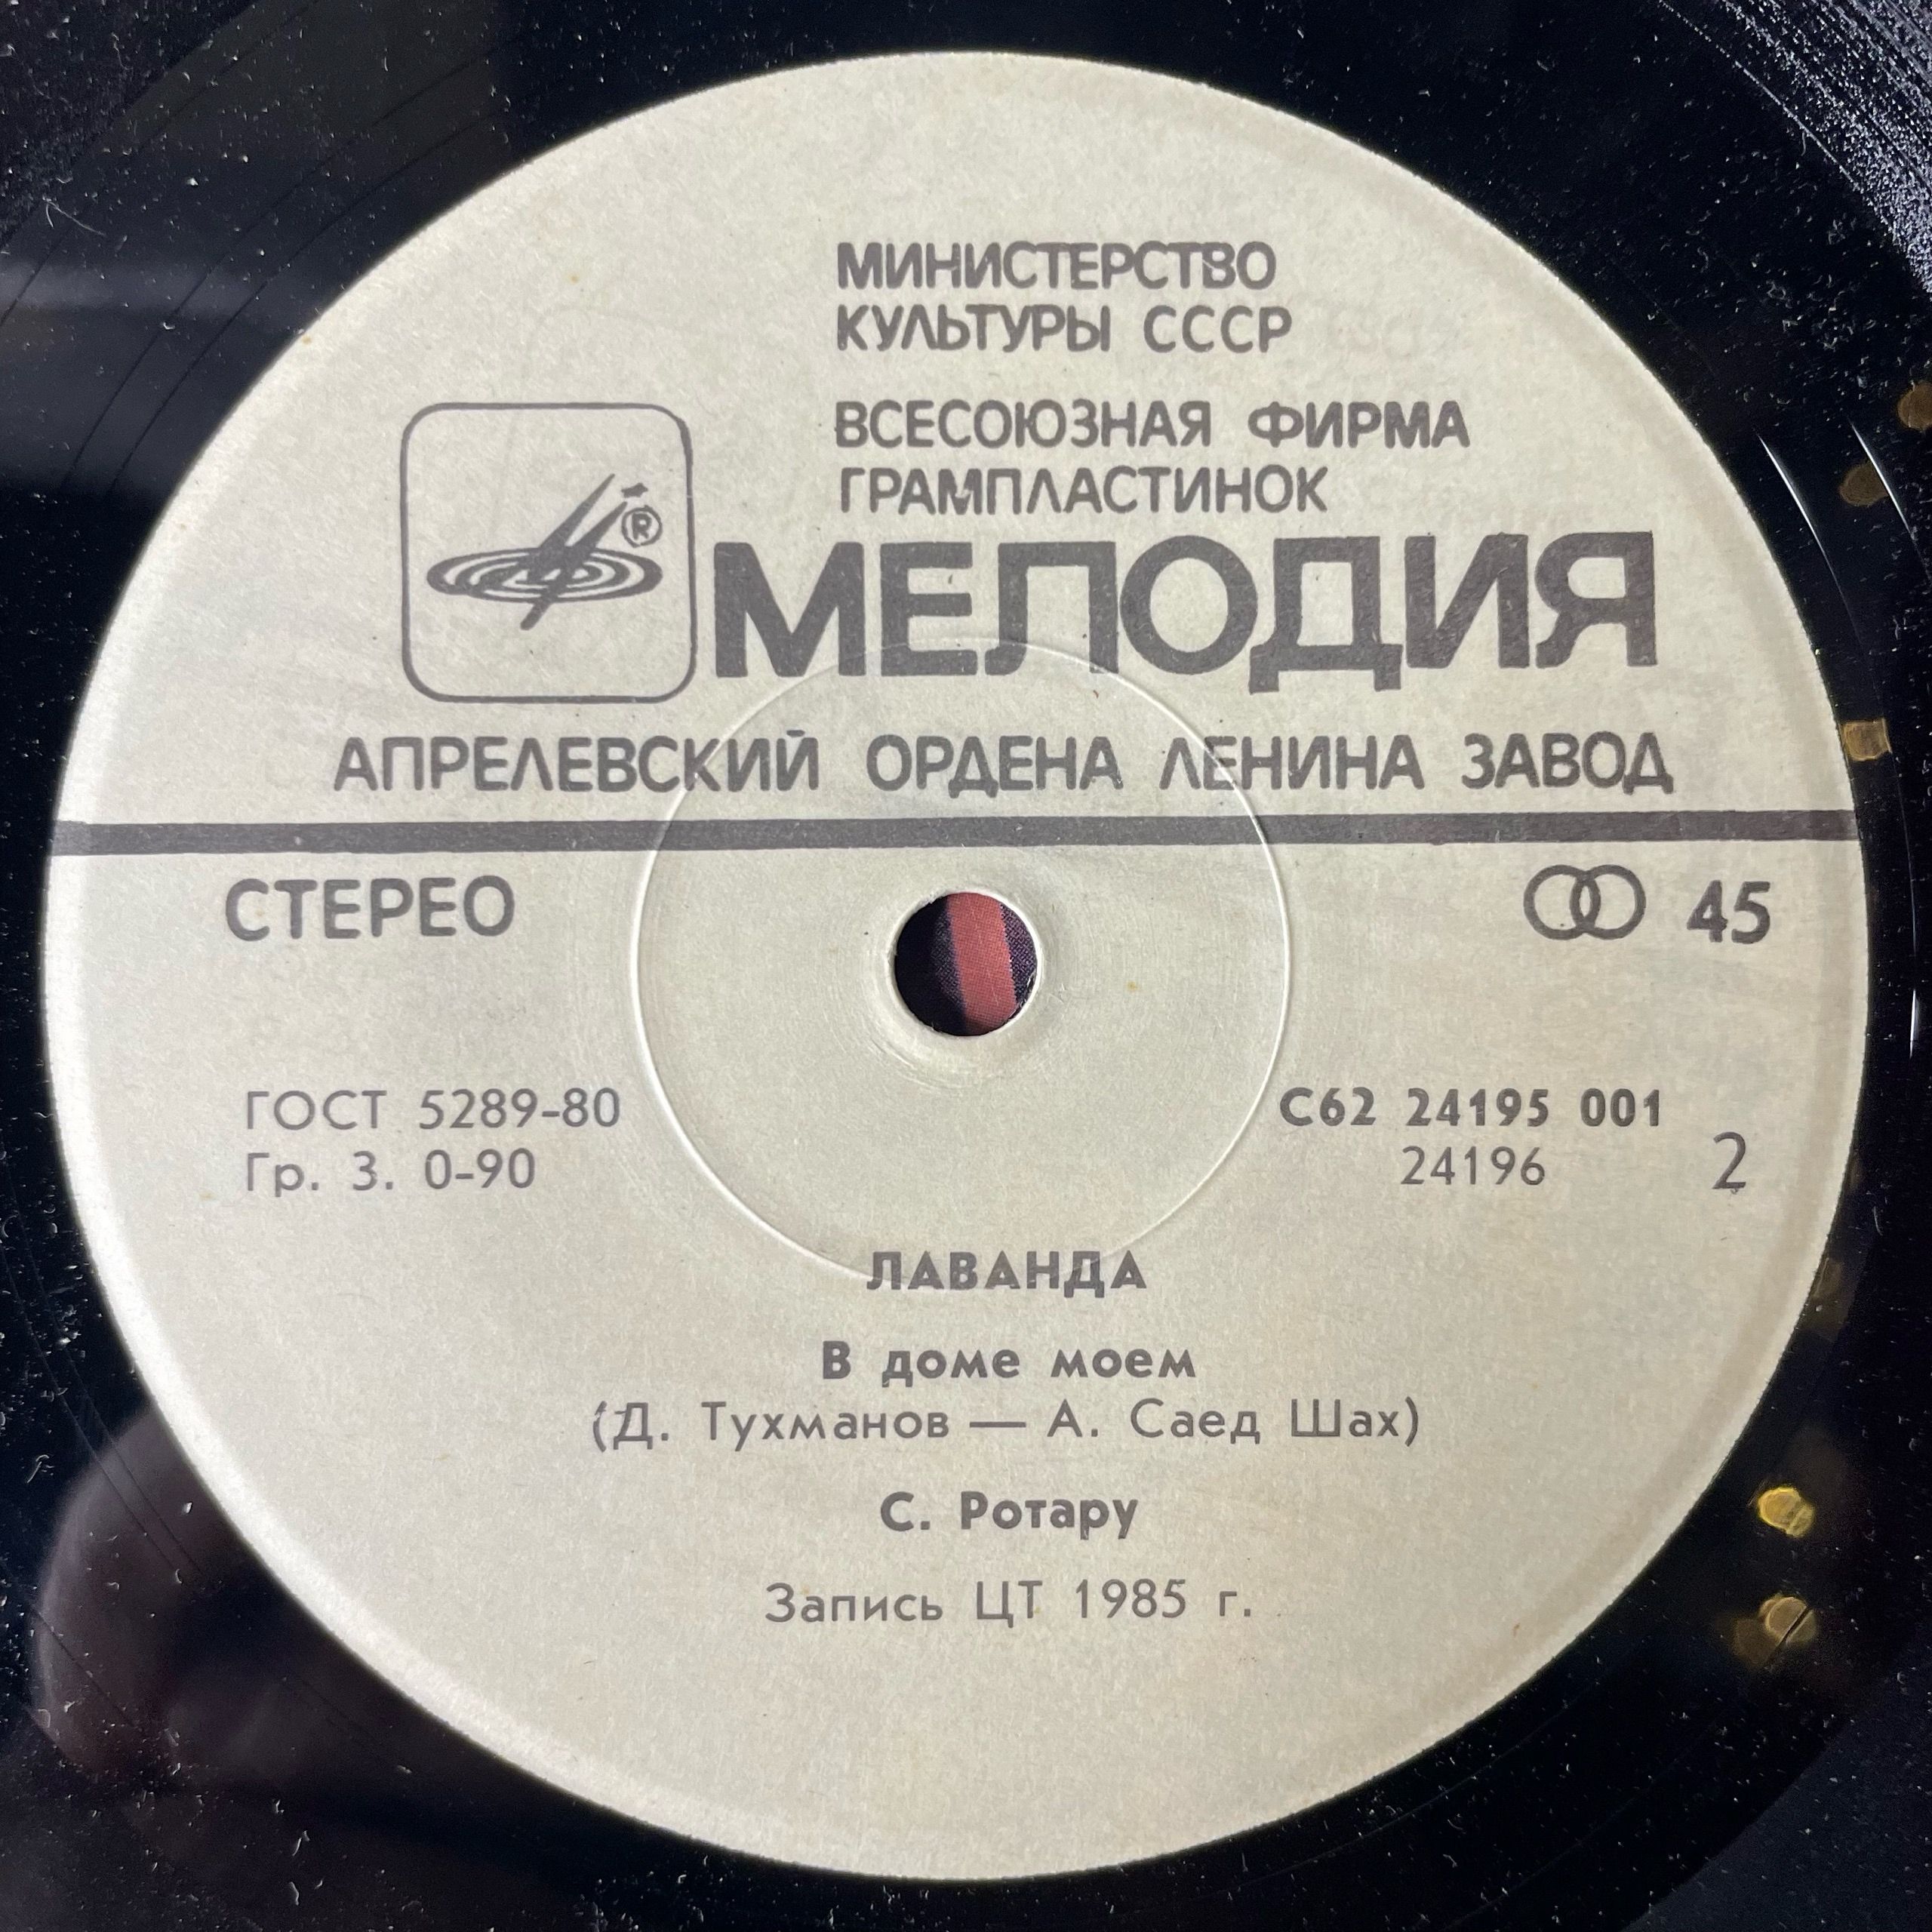 МИНИСТЕРСТВО
КУЛЬТУРЫ СССР
ВСЕСОЮЗНАЯ ФИРМА
ГРАМПЛАСТИНОК
®
МЕЛОДИЯ
АПРЕЛЕВСКИЙ ОРДЕНА ЛЕНИНА ЗАВОД
СТЕРЕО 45
ГОСТ 5289-80
Гр. 3. 0-90
С62 24195 001
24196 2
ЛАВАНДА
В доме моем
(Д. Тухманов — А. Саед Шах)
С. Ротару
Запись ЦТ 1985 г.